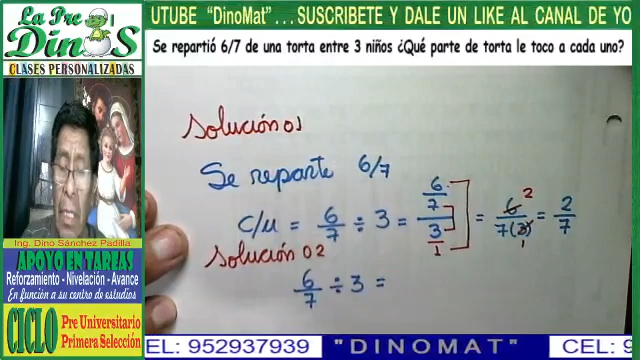 La Pre
DinoS
CLASES PERSONALIZADAS
UTUBE "DinoMat"... SUSCRIBETE Y DALE UN LIKE AL CANAL DE YO
Se repartió 6/7 de una torta entre 3 niños ¿Qué parte de torta le toco a cada uno?
Solución 01
Se reparte 6/7
c/u = 6/7 ÷ 3 = 6/7 / 3/1 = 6 2 / 7(3) 1 = 2/7
Solución 02
6/7 ÷ 3 =
Ing. Dino Sánchez Padilla
APOYO EN TAREAS
Reforzamiento - Nivelación - Avance
En función a su centro de estudios
CICLO Pre Universitario
Primera Selección
EL: 952937939 "DINOMAT" CEL: 9